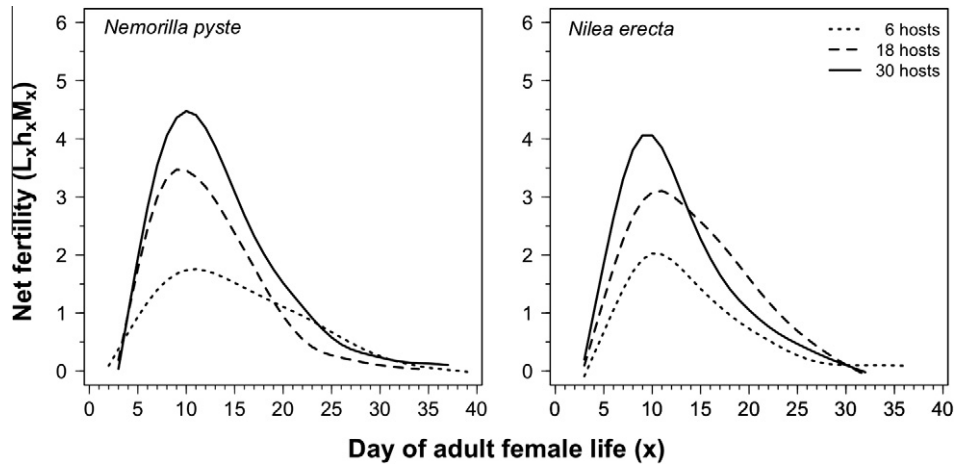 Nemorilla pyste
Nilea erecta
6 hosts
18 hosts
30 hosts
Net fertility (LxhxMx)
6
5
4
3
2
1
0
0 5 10 15 20 25 30 35 40
6
5
4
3
2
1
0
0 5 10 15 20 25 30 35 40
Day of adult female life (x)